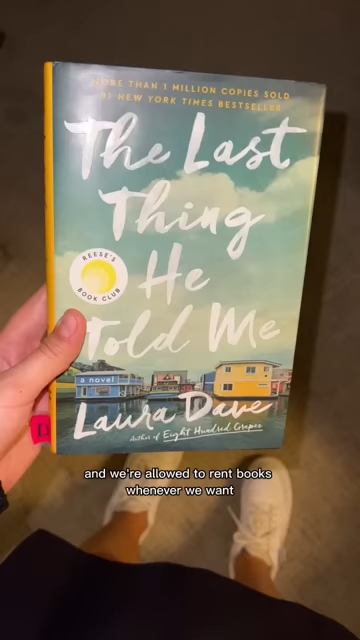 MORE THAN 1 MILLION COPIES SOLD
#1 NEW YORK TIMES BESTSELLER
The Last
Thing
He
Told Me
REESE'S
BOOK CLUB
a novel
Laura Dave
Author of Eight Hundred Grapes
D
and we're allowed to rent books
whenever we want